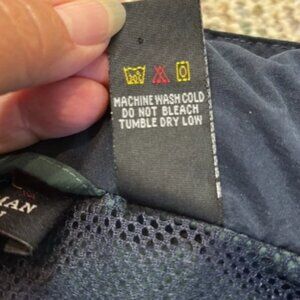 MACHINE WASH COLD
DO NOT BLEACH
TUMBLE DRY LOW